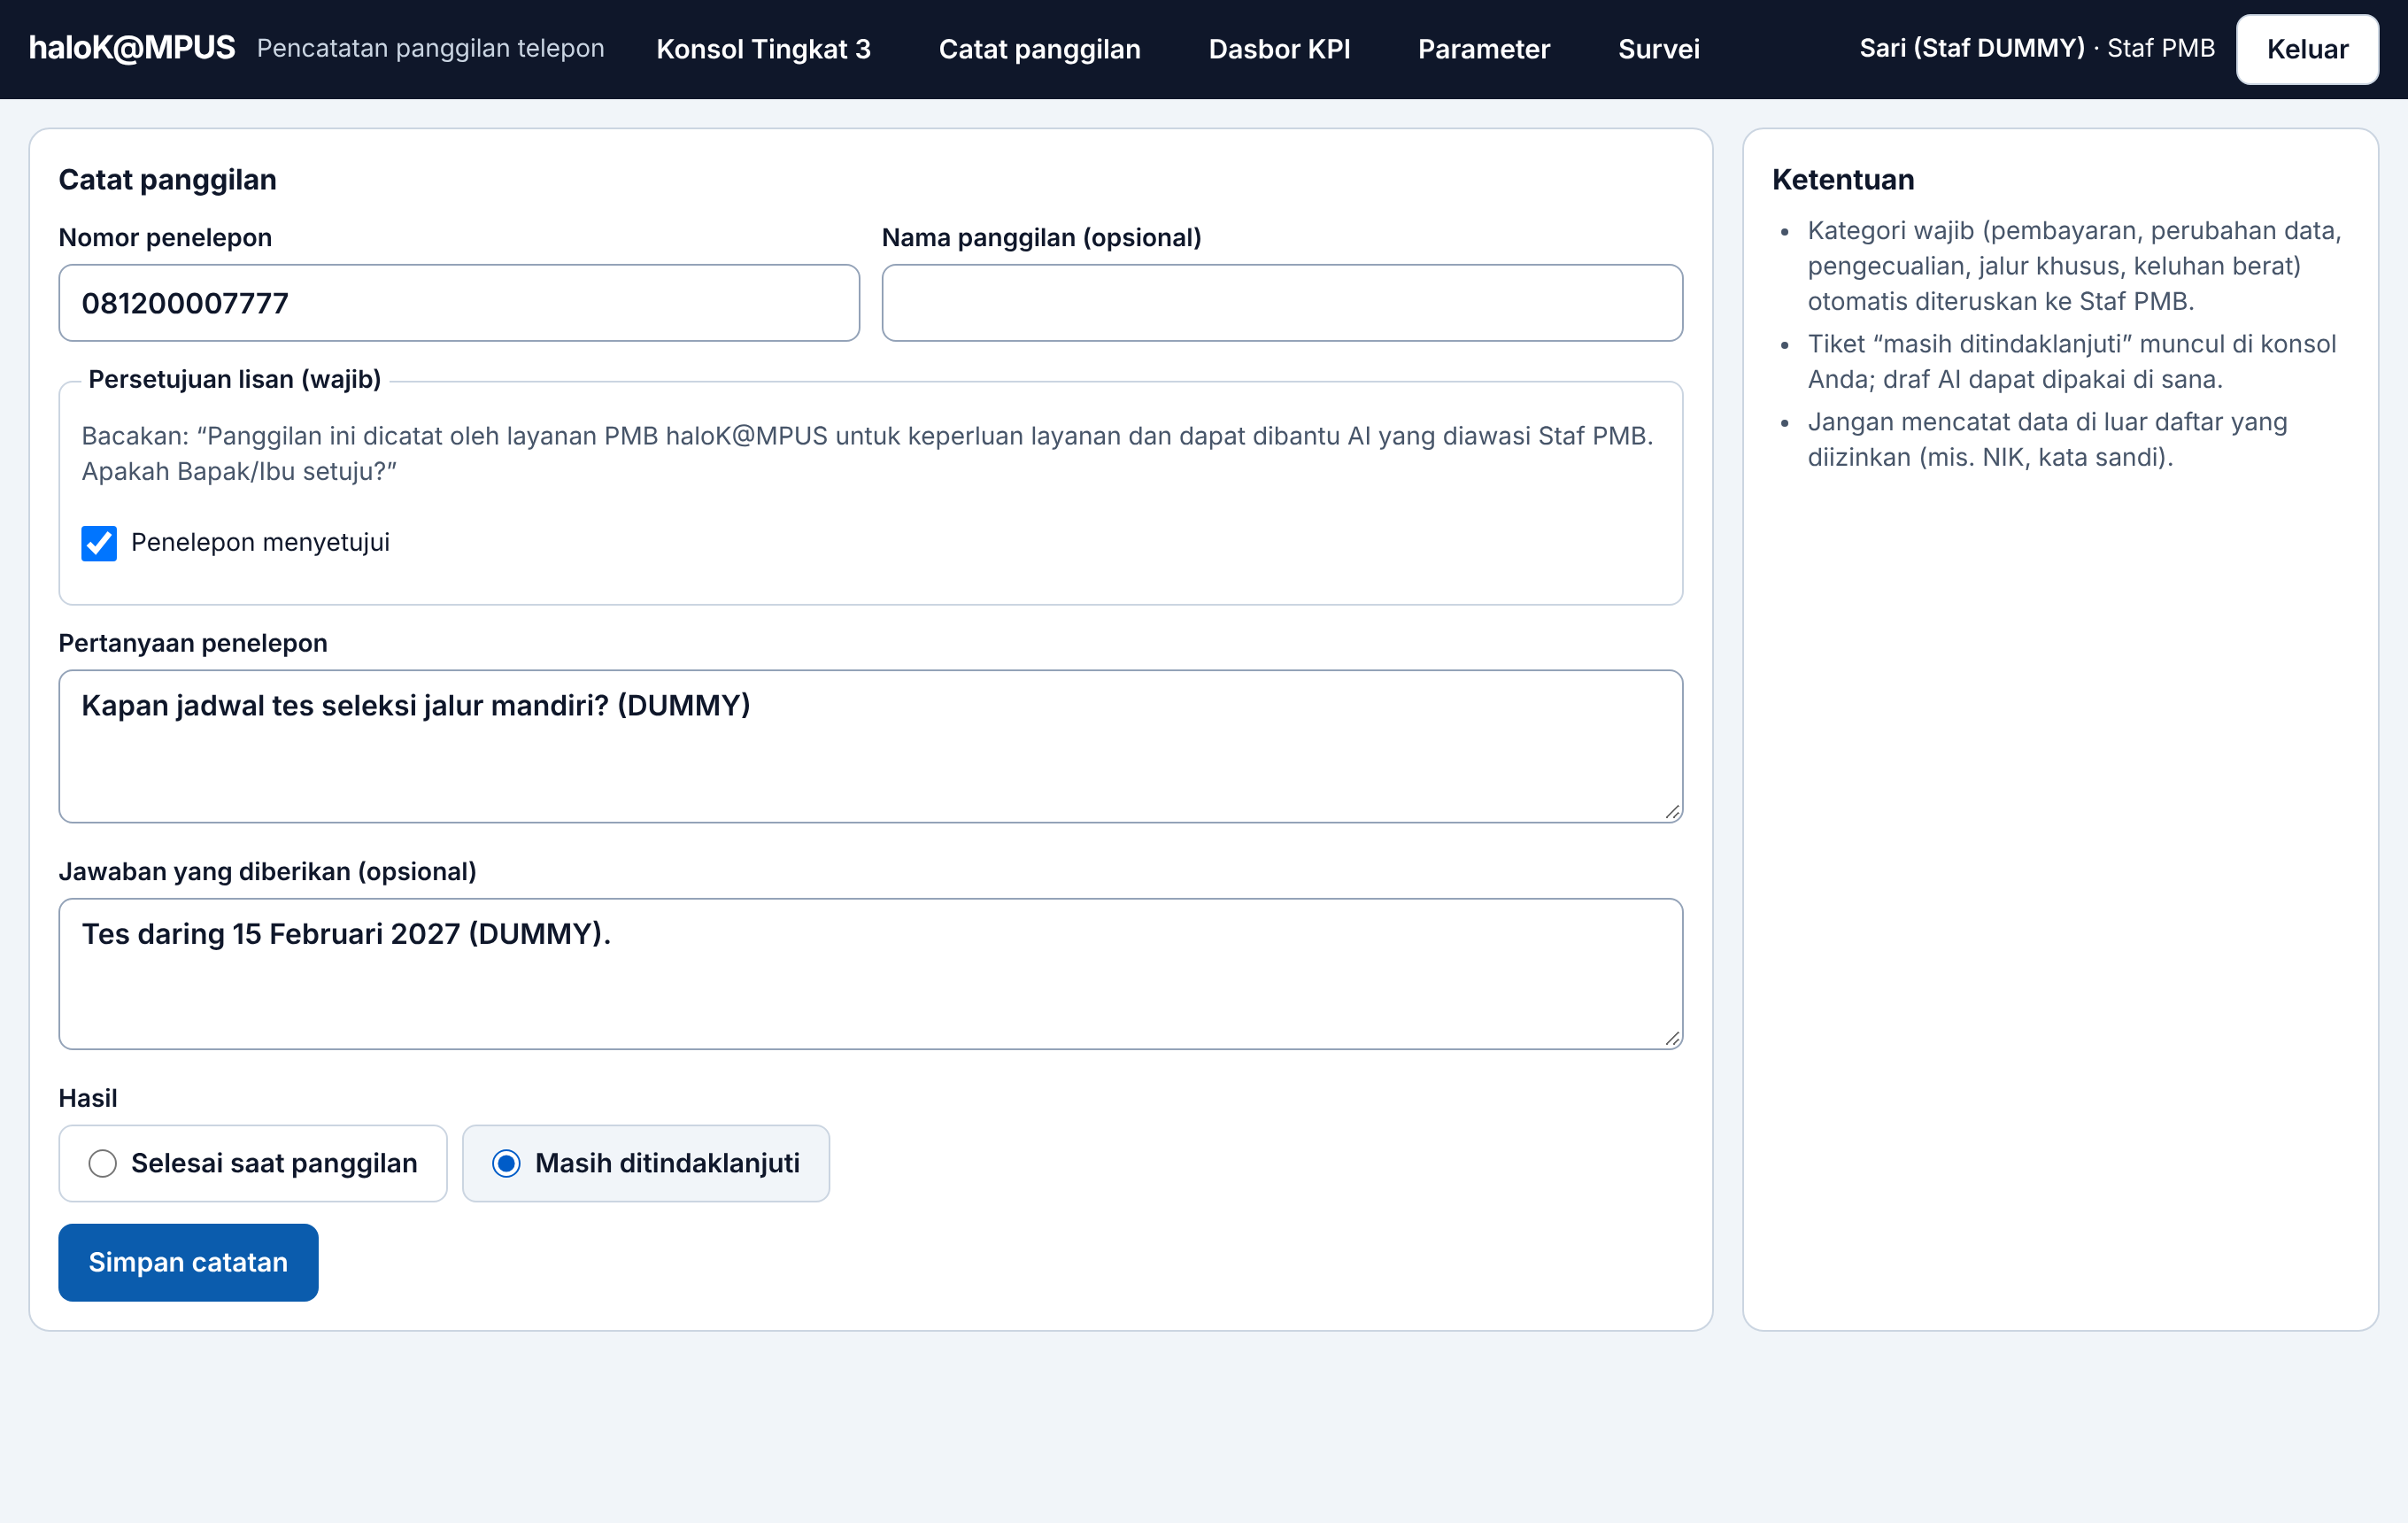 haloK@MPUS Pencatatan panggilan telepon Konsol Tingkat 3 Catat panggilan Dasbor KPI Parameter Survei Sari (Staf DUMMY) · Staf PMB Keluar
Catat panggilan
Nomor penelepon
081200007777
Nama panggilan (opsional)
Persetujuan lisan (wajib)
Bacakan: “Panggilan ini dicatat oleh layanan PMB haloK@MPUS untuk keperluan layanan dan dapat dibantu AI yang diawasi Staf PMB.
Apakah Bapak/Ibu setuju?”
Penelepon menyetujui
Pertanyaan penelepon
Kapan jadwal tes seleksi jalur mandiri? (DUMMY)
Jawaban yang diberikan (opsional)
Tes daring 15 Februari 2027 (DUMMY).
Hasil
Selesai saat panggilan
Masih ditindaklanjuti
Simpan catatan
Ketentuan
• Kategori wajib (pembayaran, perubahan data,
pengecualian, jalur khusus, keluhan berat)
otomatis diteruskan ke Staf PMB.
• Tiket “masih ditindaklanjuti” muncul di konsol
Anda; draf AI dapat dipakai di sana.
• Jangan mencatat data di luar daftar yang
diizinkan (mis. NIK, kata sandi).